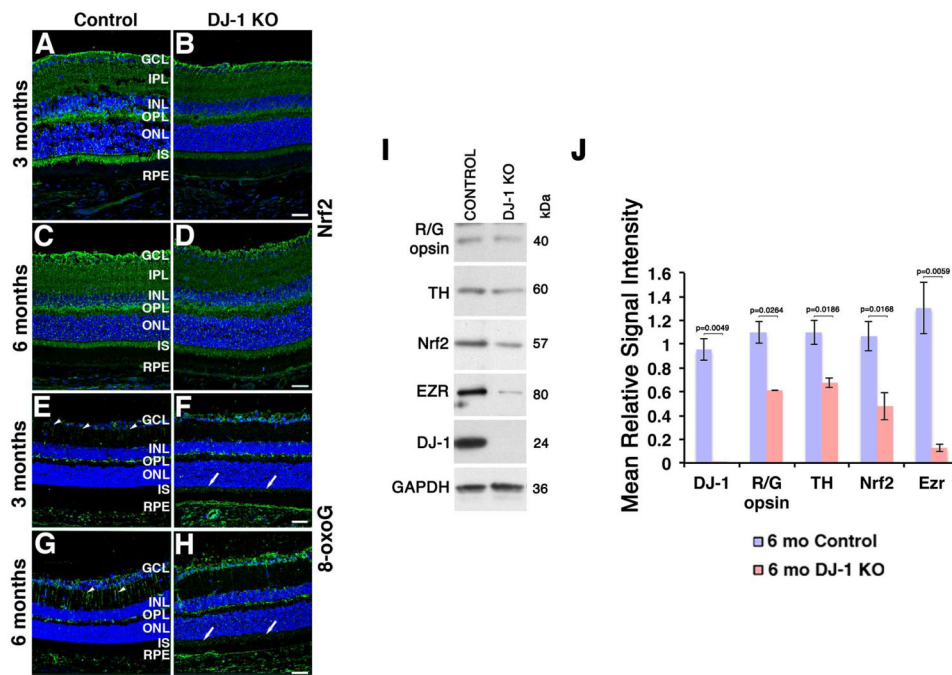 Control DJ-1 KO
A B
GCL
IPL
INL
OPL
ONL
IS
RPE
3 months
C D
GCL
IPL
INL
OPL
ONL
IS
RPE
6 months
Nrf2
E F
GCL
INL
OPL
ONL
IS
RPE
3 months
G H
GCL
INL
OPL
ONL
IS
RPE
6 months
8-oxoG
I
CONTROL DJ-1 KO kDa
R/G
opsin 40
TH 60
Nrf2 57
EZR 80
DJ-1 24
GAPDH 36
J
Mean Relative Signal Intensity
1.6
1.4
1.2
1
0.8
0.6
0.4
0.2
0
p=0.0049
p=0.0264
p=0.0186
p=0.0168
p=0.0059
DJ-1 R/G TH Nrf2 Ezr
opsin
6 mo Control
6 mo DJ-1 KO